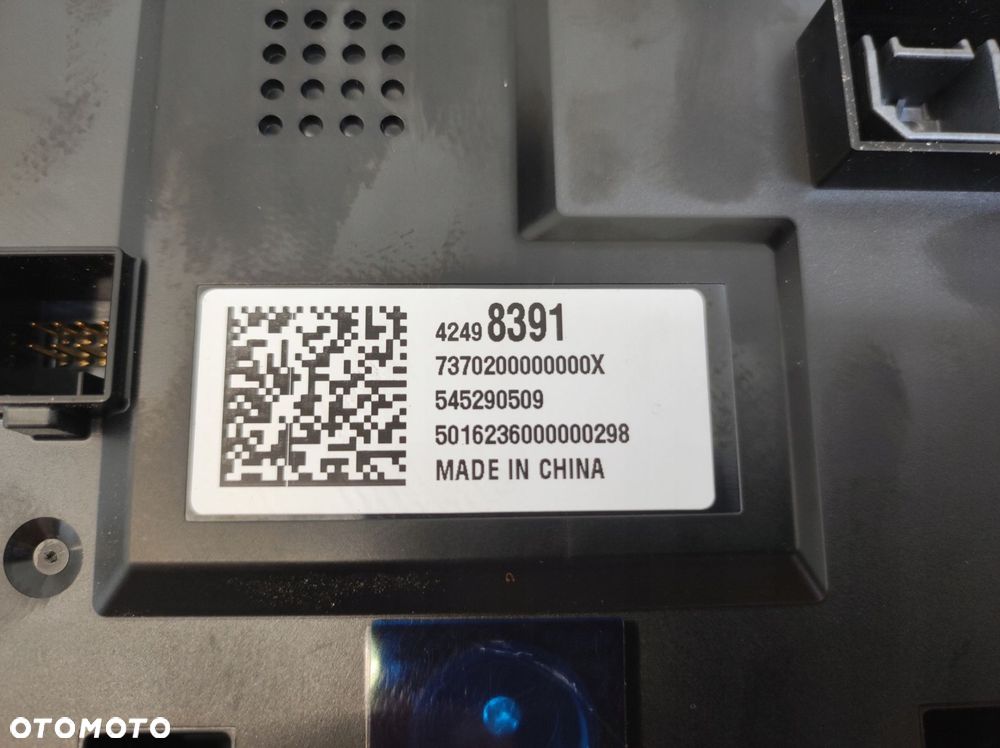 4249 8391
7370200000000X
545290509
5016236000000298
MADE IN CHINA
OTOMOTO